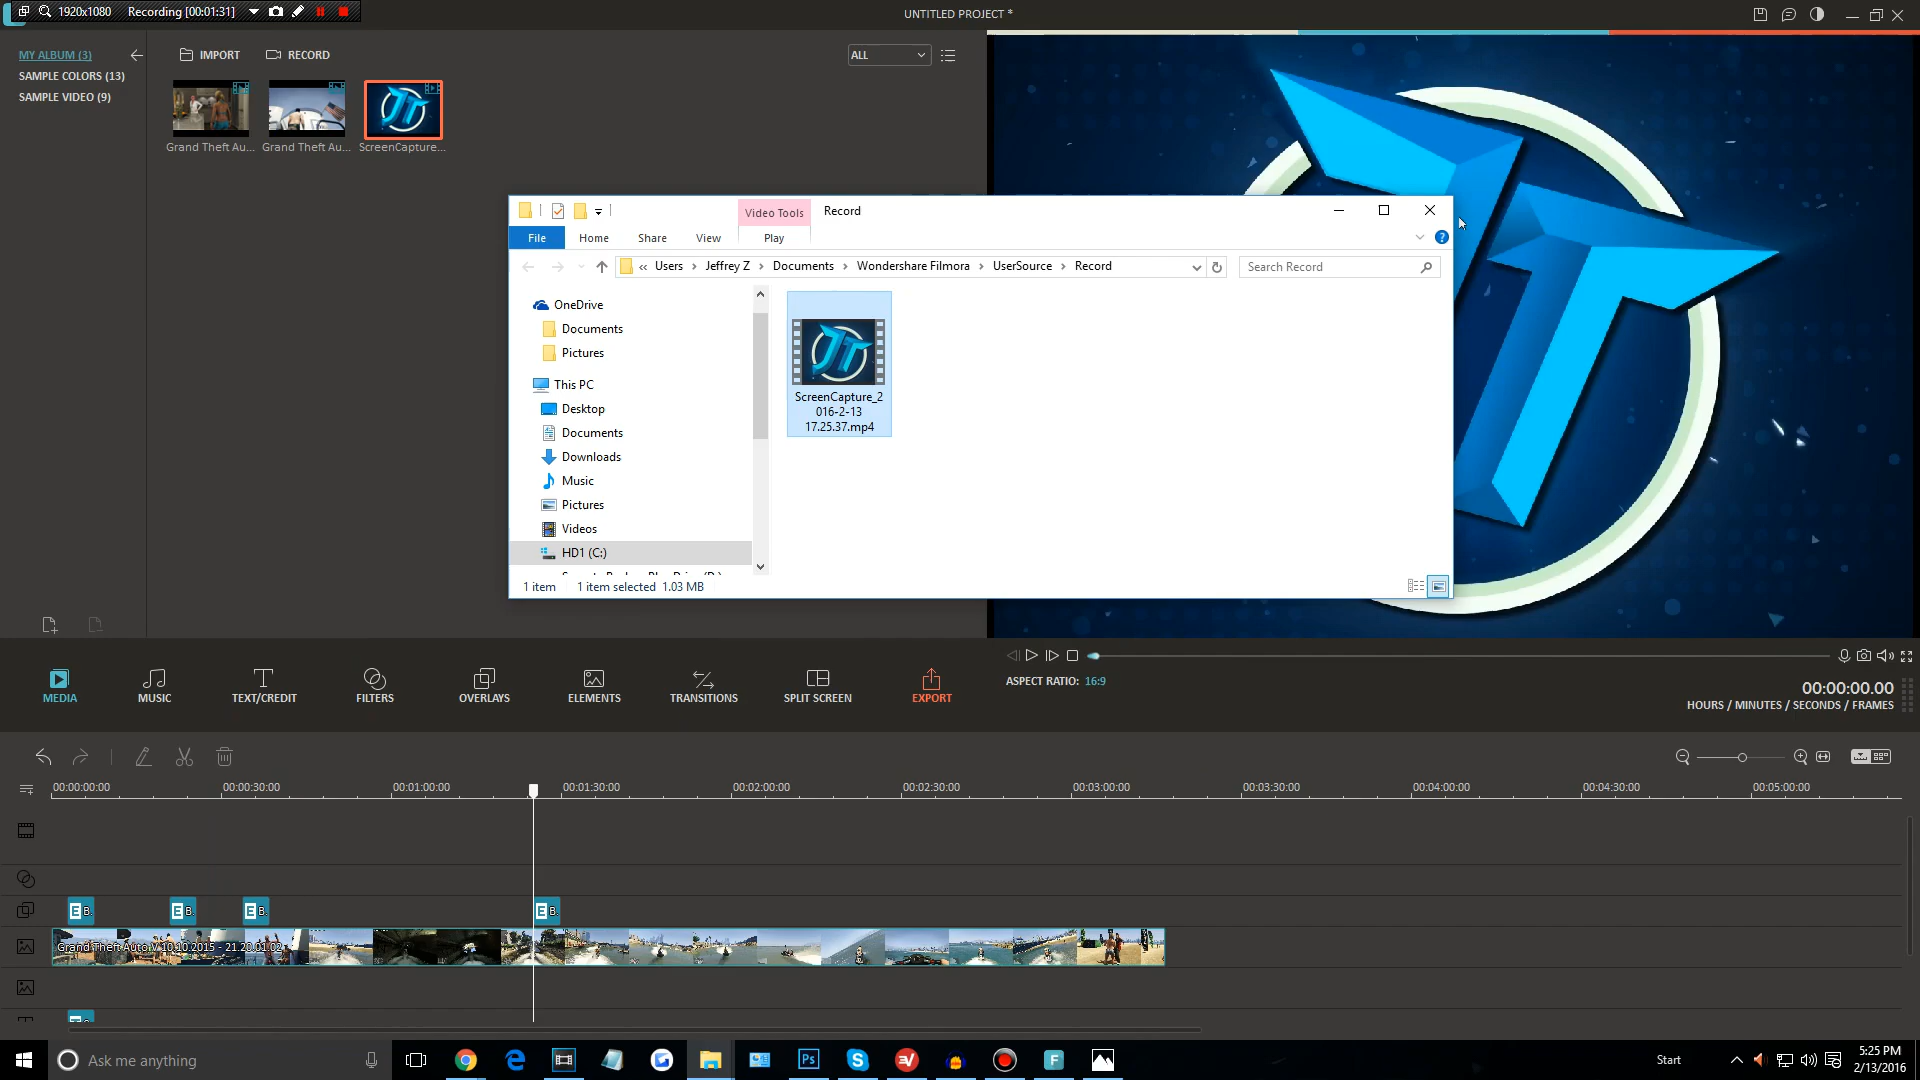 1920x1080
Recording [00:01:31]
UNTITLED PROJECT *
MY ALBUM (3)
SAMPLE COLORS (13)
SAMPLE VIDEO (9)
IMPORT
RECORD
ALL
Grand Theft Au...
Grand Theft Au...
ScreenCapture...
Video Tools
Record
File
Home
Share
View
Play
« Users > Jeffrey Z > Documents > Wondershare Filmora > UserSource > Record
Search Record
OneDrive
Documents
Pictures
This PC
Desktop
Documents
Downloads
Music
Pictures
Videos
HD1 (C:)
ScreenCapture_2
016-2-13
17.25.37.mp4
1 item
1 item selected 1.03 MB
MEDIA
MUSIC
TEXT/CREDIT
FILTERS
OVERLAYS
ELEMENTS
TRANSITIONS
SPLIT SCREEN
EXPORT
ASPECT RATIO: 16:9
00:00:00.00
HOURS / MINUTES / SECONDS / FRAMES
00:00:00:00
00:00:30:00
00:01:00:00
00:01:30:00
00:02:00:00
00:02:30:00
00:03:00:00
00:03:30:00
00:04:00:00
00:04:30:00
00:05:00:00
E B.
E B.
E B.
E B.
Grand Theft Auto V 10.10.2015 - 21.20.01.02
Ask me anything
Ps
Start
5:25 PM
2/13/2016